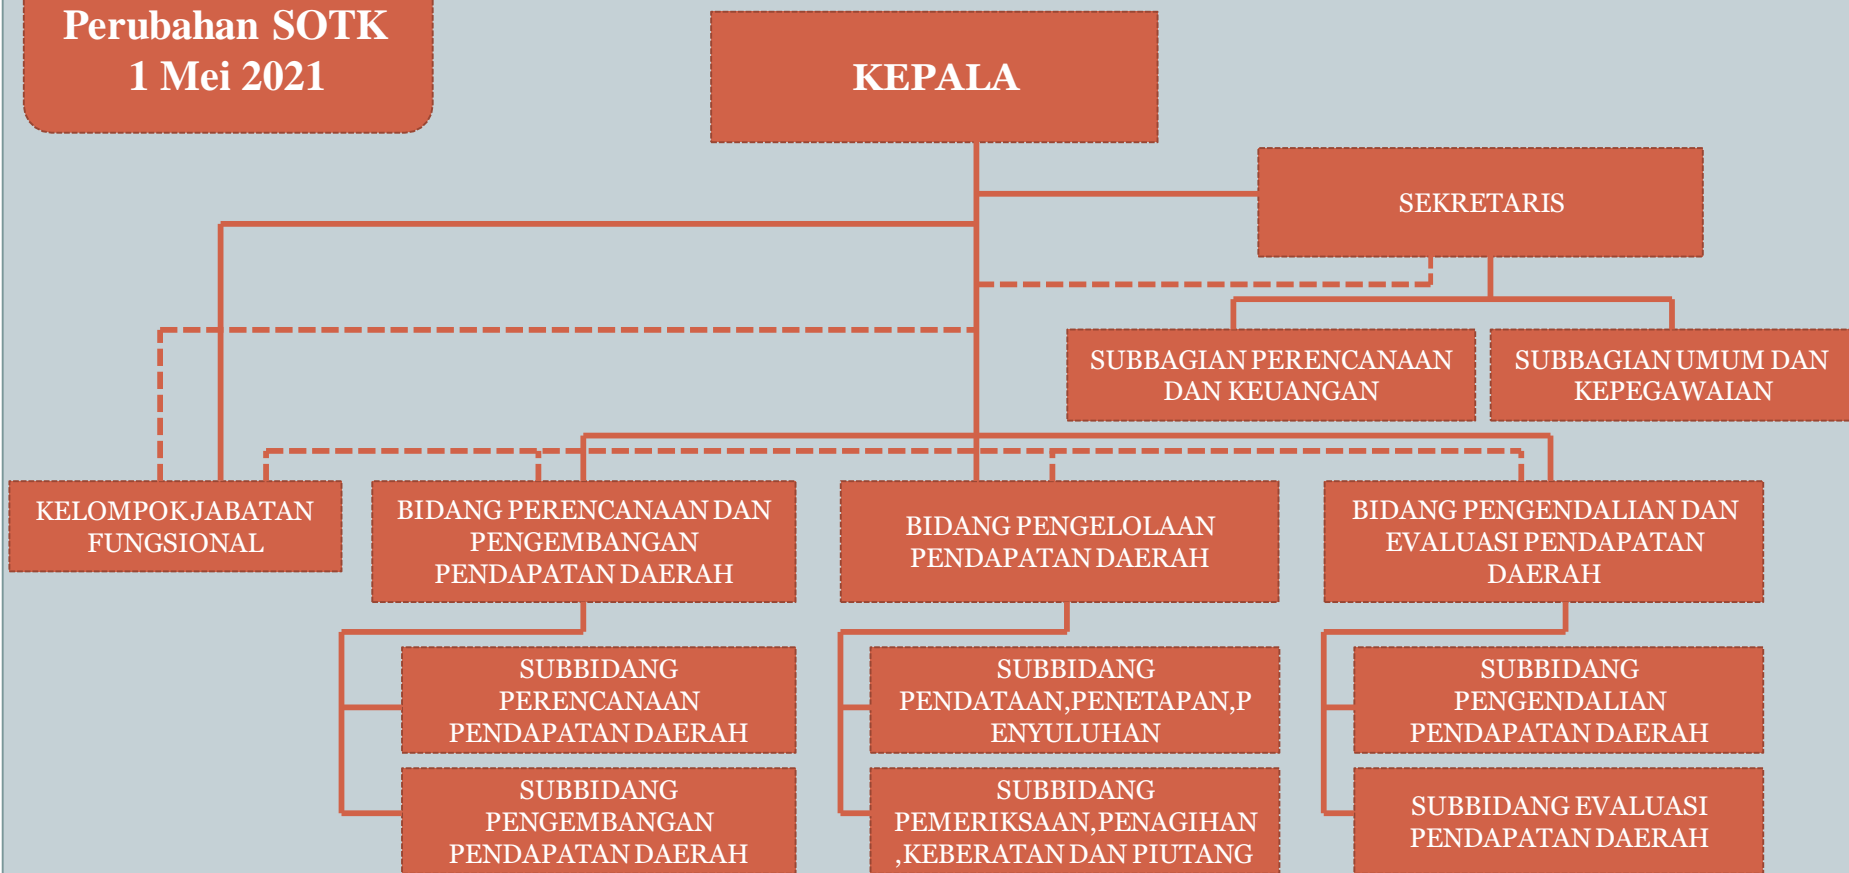 Perubahan SOTK
1 Mei 2021
KEPALA
SEKRETARIS
SUBBAGIAN PERENCANAAN
DAN KEUANGAN
SUBBAGIAN UMUM DAN
KEPEGAWAIAN
KELOMPOK JABATAN
FUNGSIONAL
BIDANG PERENCANAAN DAN
PENGEMBANGAN
PENDAPATAN DAERAH
BIDANG PENGELOLAAN
PENDAPATAN DAERAH
BIDANG PENGENDALIAN DAN
EVALUASI PENDAPATAN
DAERAH
SUBBIDANG
PERENCANAAN
PENDAPATAN DAERAH
SUBBIDANG
PENDATAAN,PENETAPAN,P
ENYULUHAN
SUBBIDANG
PENGENDALIAN
PENDAPATAN DAERAH
SUBBIDANG
PENGEMBANGAN
PENDAPATAN DAERAH
SUBBIDANG
PEMERIKSAAN,PENAGIHAN
,KEBERATAN DAN PIUTANG
SUBBIDANG EVALUASI
PENDAPATAN DAERAH